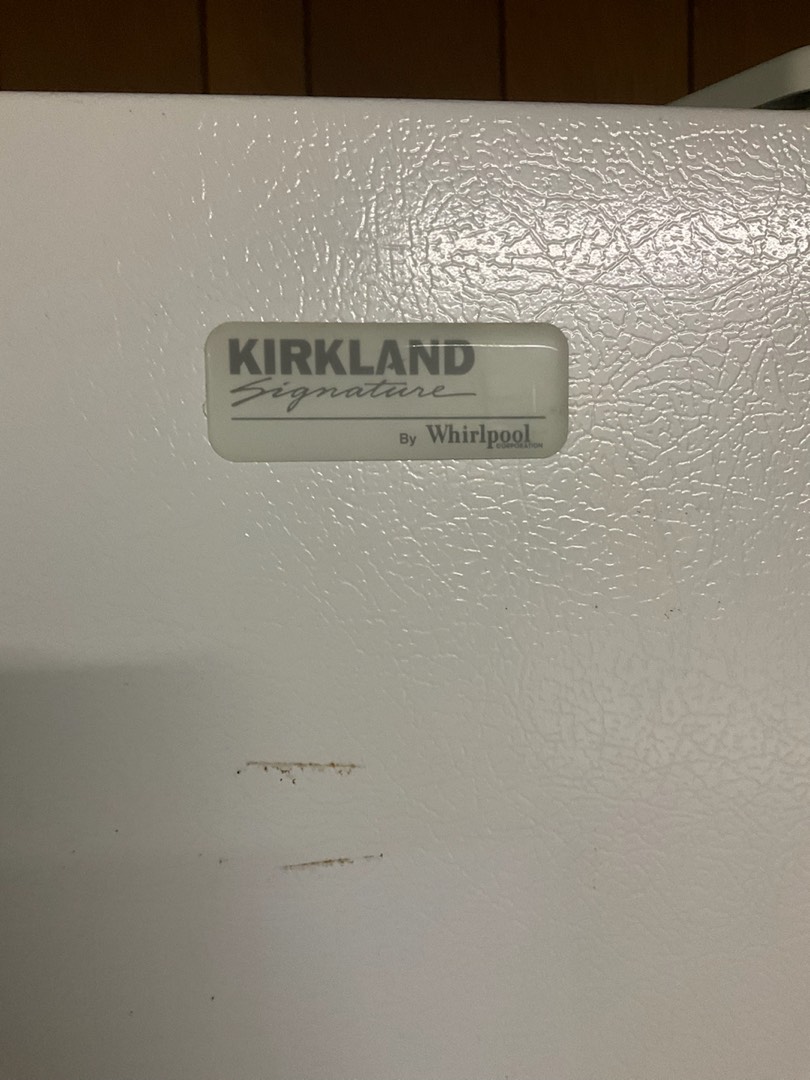 KIRKLAND
Signature
By Whirlpool
CORPORATION